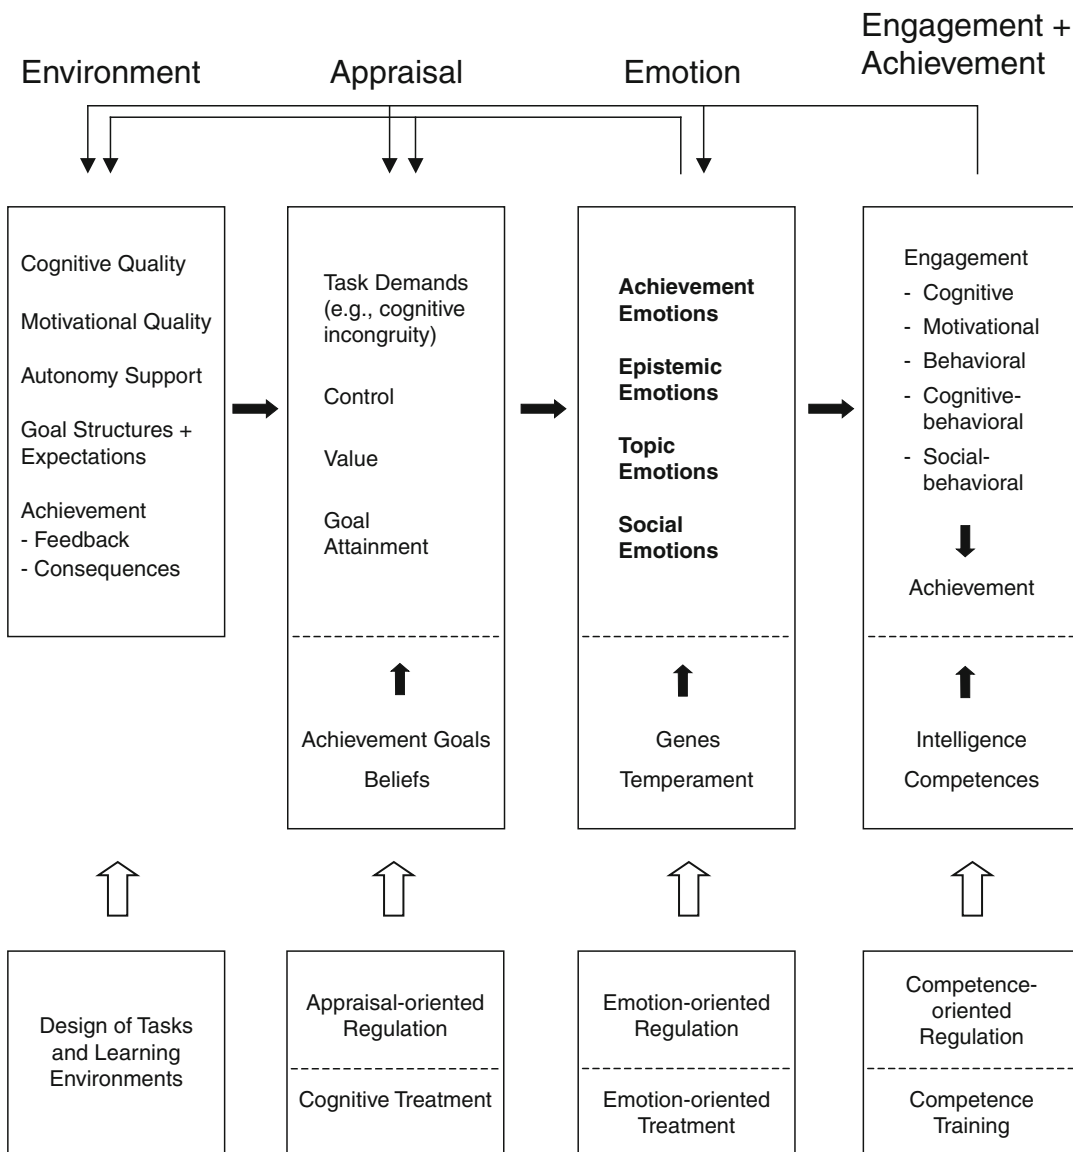 Environment
Appraisal
Emotion
Engagement +
Achievement
Cognitive Quality
Motivational Quality
Autonomy Support
Goal Structures +
Expectations
Achievement
- Feedback
- Consequences
Task Demands
(e.g., cognitive
incongruity)
Control
Value
Goal
Attainment
Achievement Goals
Beliefs
Achievement
Emotions
Epistemic
Emotions
Topic
Emotions
Social
Emotions
Genes
Temperament
Engagement
- Cognitive
- Motivational
- Behavioral
- Cognitive-
behavioral
- Social-
behavioral
Achievement
Intelligence
Competences
Design of Tasks
and Learning
Environments
Appraisal-oriented
Regulation
Cognitive Treatment
Emotion-oriented
Regulation
Emotion-oriented
Treatment
Competence-
oriented
Regulation
Competence
Training